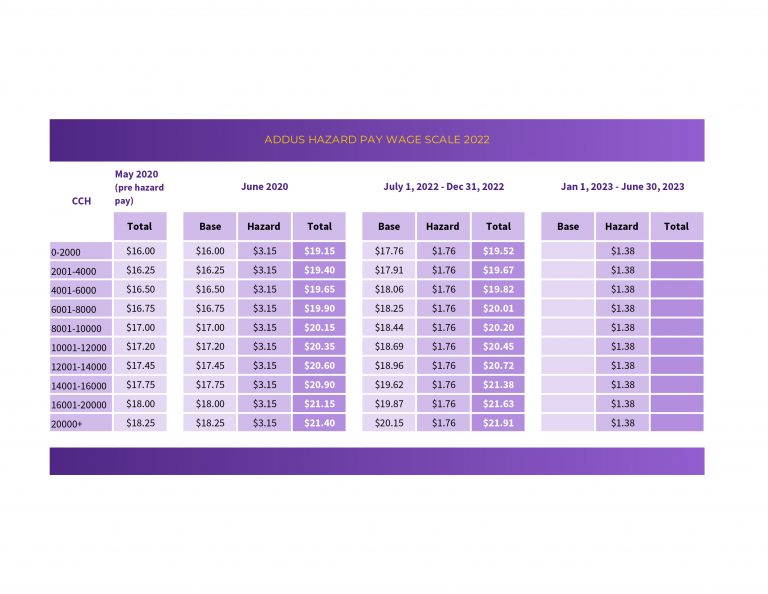 ADDUS HAZARD PAY WAGE SCALE 2022
CCH May 2020 (pre hazard pay) June 2020 July 1, 2022 - Dec 31, 2022 Jan 1, 2023 - June 30, 2023
Total Base Hazard Total Base Hazard Total Base Hazard Total
0-2000 $16.00 $16.00 $3.15 $19.15 $17.76 $1.76 $19.52 $1.38
2001-4000 $16.25 $16.25 $3.15 $19.40 $17.91 $1.76 $19.67 $1.38
4001-6000 $16.50 $16.50 $3.15 $19.65 $18.06 $1.76 $19.82 $1.38
6001-8000 $16.75 $16.75 $3.15 $19.90 $18.25 $1.76 $20.01 $1.38
8001-10000 $17.00 $17.00 $3.15 $20.15 $18.44 $1.76 $20.20 $1.38
10001-12000 $17.20 $17.20 $3.15 $20.35 $18.69 $1.76 $20.45 $1.38
12001-14000 $17.45 $17.45 $3.15 $20.60 $18.96 $1.76 $20.72 $1.38
14001-16000 $17.75 $17.75 $3.15 $20.90 $19.62 $1.76 $21.38 $1.38
16001-20000 $18.00 $18.00 $3.15 $21.15 $19.87 $1.76 $21.63 $1.38
20000+ $18.25 $18.25 $3.15 $21.40 $20.15 $1.76 $21.91 $1.38